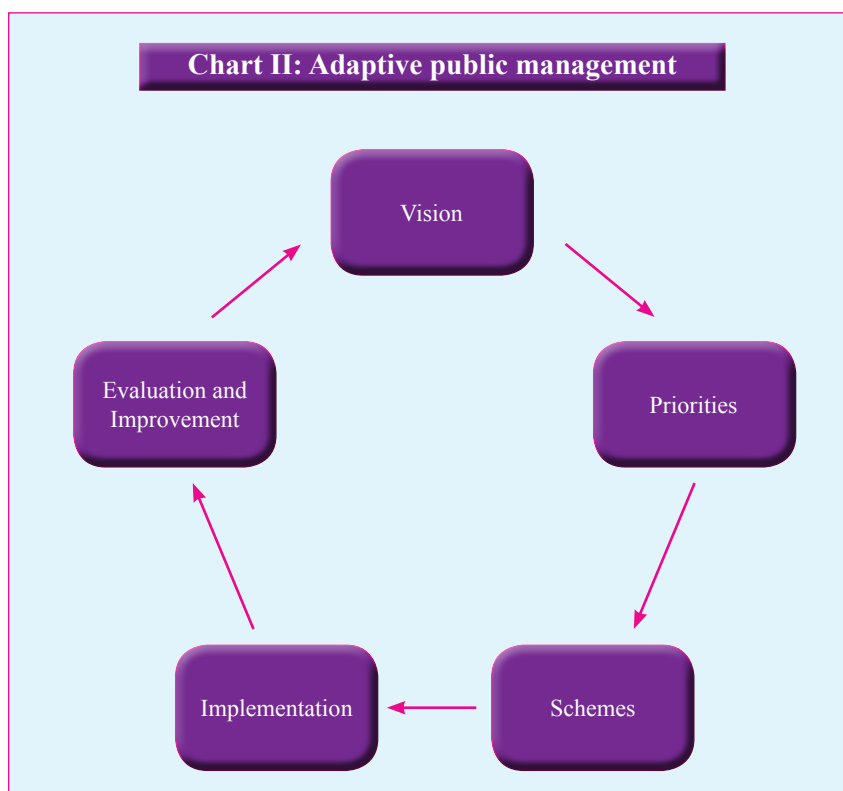 Chart II: Adaptive public management
Vision
Priorities
Schemes
Implementation
Evaluation and
Improvement